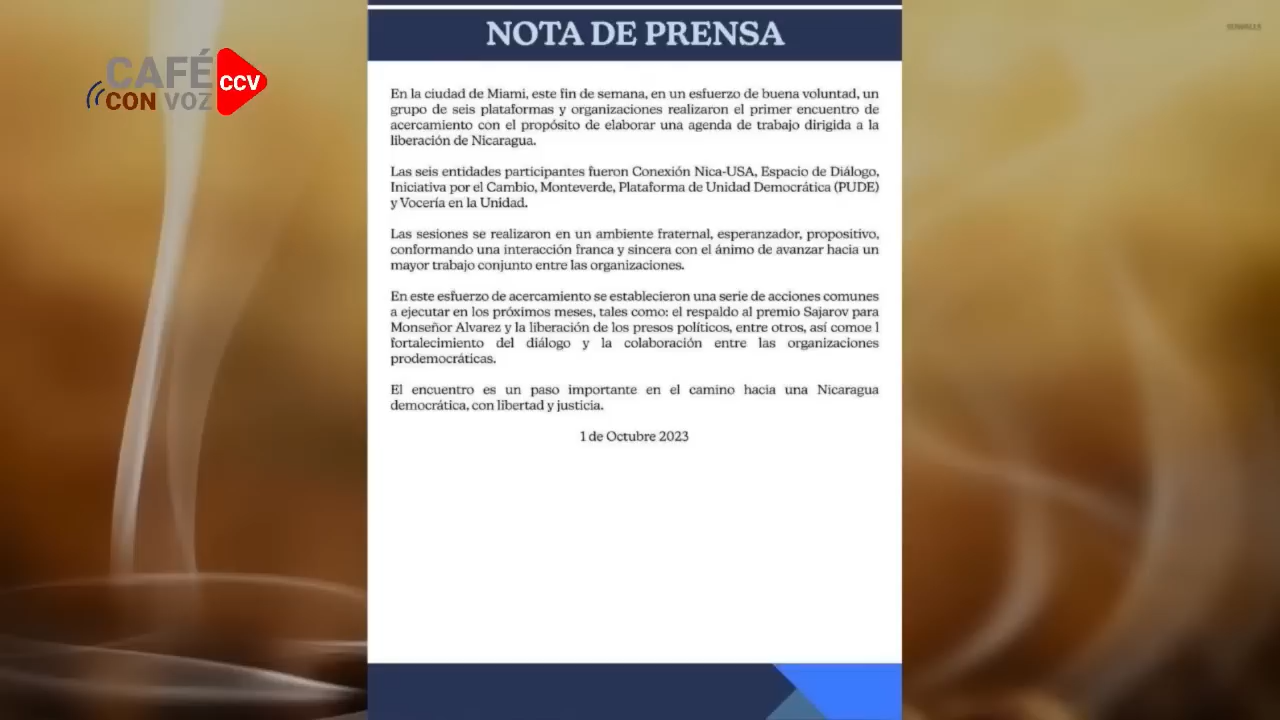 NOTA DE PRENSA
CAFÉ
CON VOZ
CCV
En la ciudad de Miami, este fin de semana, en un esfuerzo de buena voluntad, un
grupo de seis plataformas y organizaciones realizaron el primer encuentro de
acercamiento con el propósito de elaborar una agenda de trabajo dirigida a la
liberación de Nicaragua.
Las seis entidades participantes fueron Conexión Nica-USA, Espacio de Diálogo,
Iniciativa por el Cambio, Monteverde, Plataforma de Unidad Democrática (PUDE)
y Vocería en la Unidad.
Las sesiones se realizaron en un ambiente fraternal, esperanzador, propositivo,
conformando una interacción franca y sincera con el ánimo de avanzar hacia un
mayor trabajo conjunto entre las organizaciones.
En este esfuerzo de acercamiento se establecieron una serie de acciones comunes
a ejecutar en los próximos meses, tales como: el respaldo al premio Sajarov para
Monseñor Alvarez y la liberación de los presos políticos, entre otros, así comoe l
fortalecimiento del diálogo y la colaboración entre las organizaciones
prodemocráticas.
El encuentro es un paso importante en el camino hacia una Nicaragua
democrática, con libertad y justicia.
1 de Octubre 2023